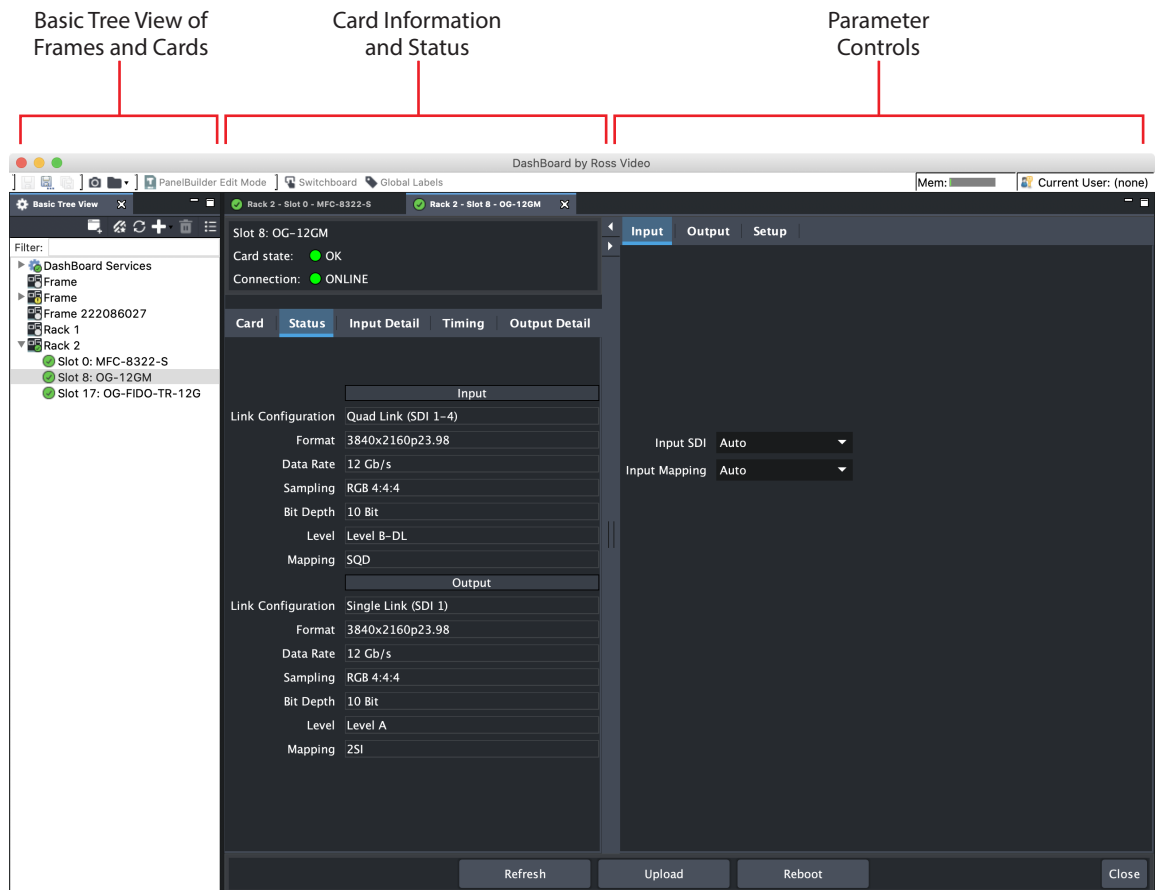 Basic Tree View of
Frames and Cards
Card Information
and Status
Parameter
Controls
DashBoard by Ross Video
PanelBuilder Edit Mode
Switchboard
Global Labels
Mem:
Current User: (none)
Basic Tree View
Filter:
DashBoard Services
Frame
Frame
Frame 222086027
Rack 1
Rack 2
Slot 0: MFC-8322-S
Slot 8: OG-12GM
Slot 17: OG-FIDO-TR-12G
Rack 2 - Slot 0 - MFC-8322-S
Rack 2 - Slot 8 - OG-12GM
Slot 8: OG-12GM
Card state: OK
Connection: ONLINE
Card Status Input Detail Timing Output Detail
Input
Link Configuration Quad Link (SDI 1-4)
Format 3840x2160p23.98
Data Rate 12 Gb/s
Sampling RGB 4:4:4
Bit Depth 10 Bit
Level Level B-DL
Mapping SQD
Output
Link Configuration Single Link (SDI 1)
Format 3840x2160p23.98
Data Rate 12 Gb/s
Sampling RGB 4:4:4
Bit Depth 10 Bit
Level Level A
Mapping 2SI
Input Output Setup
Input SDI Auto
Input Mapping Auto
Refresh Upload Reboot Close